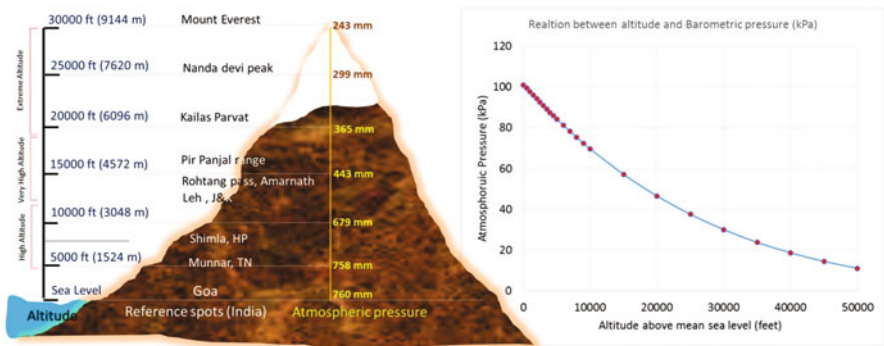 30000 ft (9144 m) Mount Everest 243 mm
25000 ft (7620 m) Nanda devi peak 299 mm
20000 ft (6096 m) Kailas Parvat 365 mm
15000 ft (4572 m) Pir Panjal range 443 mm
Rohtang pass, Amarnath
Leh , J&K
10000 ft (3048 m) 679 mm
Shimla, HP
5000 ft (1524 m) Munnar, TN 758 mm
Sea Level Goa 760 mm
Altitude Reference spots (India) Atmospheric pressure
Extreme Altitude
Very High Altitude
High Altitude
Realtion between altitude and Barometric pressure (kPa)
Atmosphoruic Pressure (kPa)
120
100
80
60
40
20
0
0 10000 20000 30000 40000 50000
Altitude above mean sea level (feet)